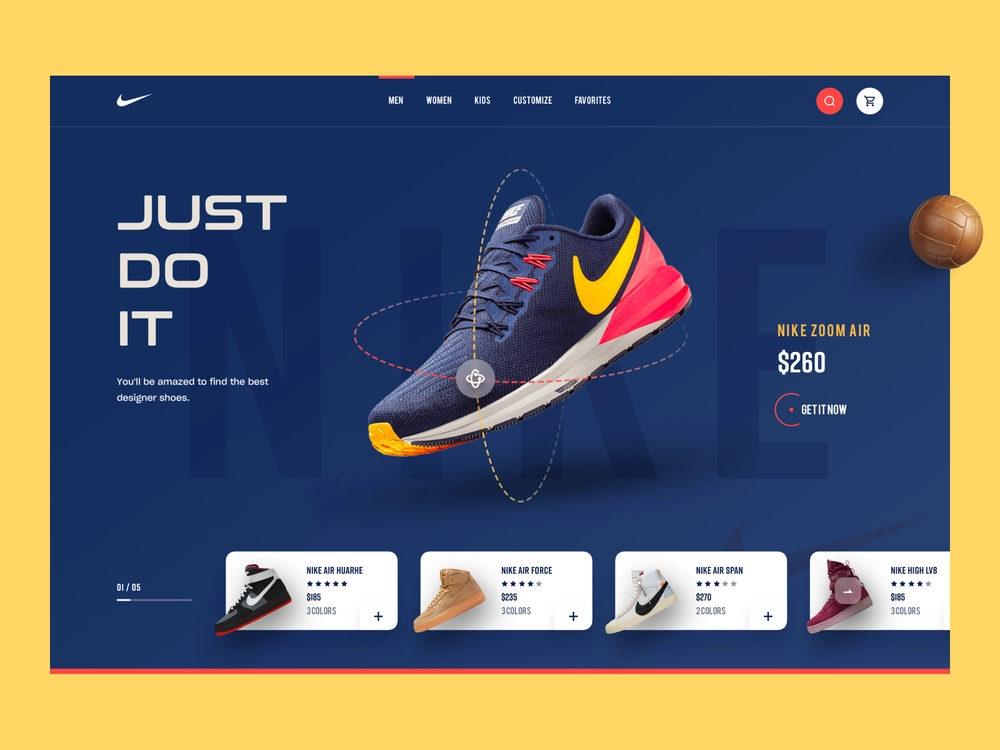 MEN WOMEN KIDS CUSTOMIZE FAVORITES
JUST
DO
IT
You'll be amazed to find the best
designer shoes.
NIKE
NIKE
NIKE ZOOM AIR
$260
GET IT NOW
01 / 05
NIKE AIR HUARHE
$185
3 COLORS
+
NIKE AIR FORCE
$235
3 COLORS
+
NIKE AIR SPAN
$270
2 COLORS
+
NIKE HIGH LV8
$185
3 COLORS